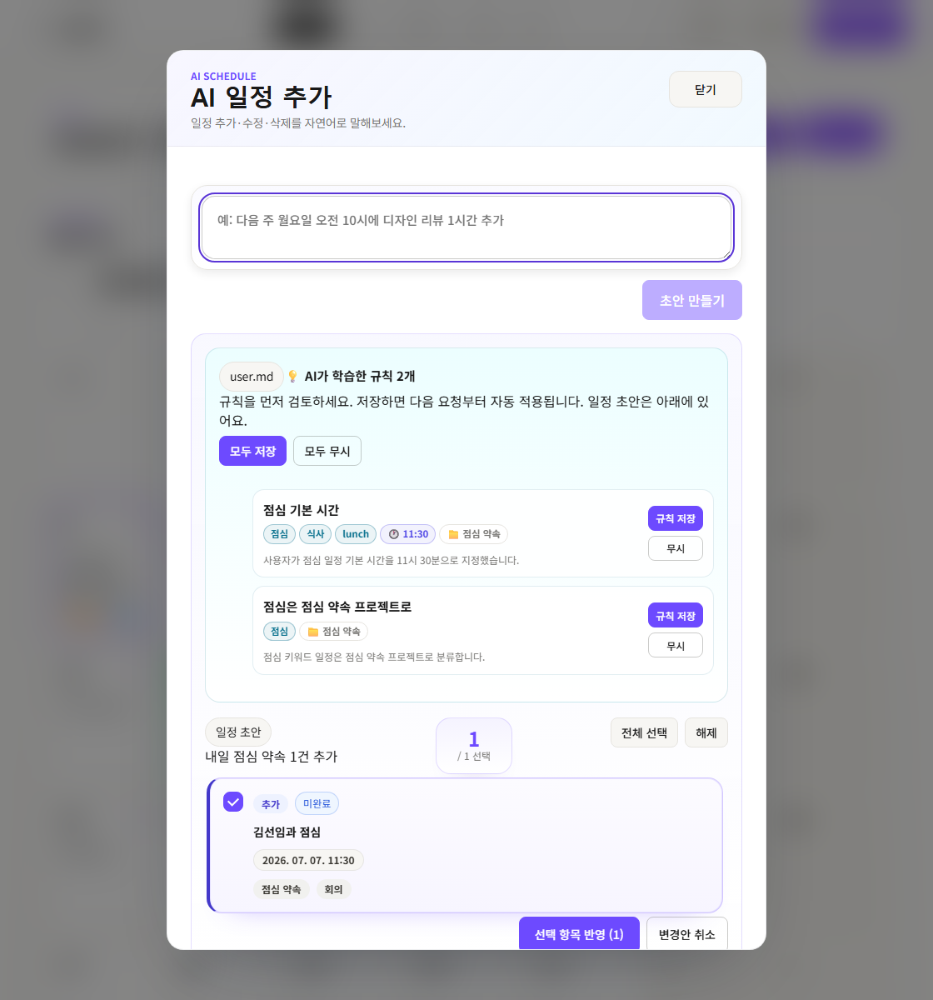 AI SCHEDULE
AI 일정 추가
일정 추가·수정·삭제를 자연어로 말해보세요.
닫기
예: 다음 주 월요일 오전 10시에 디자인 리뷰 1시간 추가
초안 만들기
user.md 💡 AI가 학습한 규칙 2개
규칙을 먼저 검토하세요. 저장하면 다음 요청부터 자동 적용됩니다. 일정 초안은 아래에 있
어요.
모두 저장 모두 무시
점심 기본 시간
점심 식사 lunch 🕐 11:30 📁 점심 약속
사용자가 점심 일정 기본 시간을 11시 30분으로 지정했습니다.
규칙 저장
무시
점심은 점심 약속 프로젝트로
점심 📁 점심 약속
점심 키워드 일정은 점심 약속 프로젝트로 분류합니다.
규칙 저장
무시
일정 초안
내일 점심 약속 1건 추가
1
/ 1 선택
전체 선택 해제
추가 미완료
김선임과 점심
2026. 07. 07. 11:30
점심 약속 회의
선택 항목 반영 (1) 변경안 취소